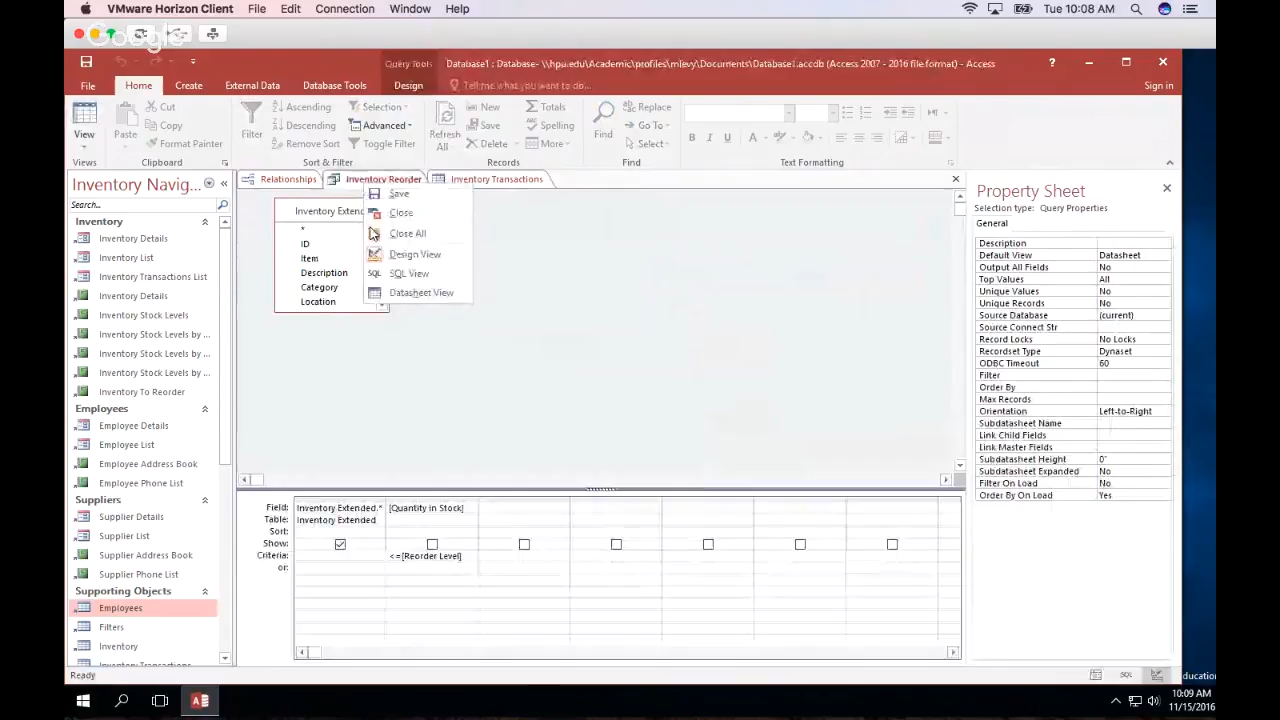 VMware Horizon Client File Edit Connection Window Help Tue 10:08 AM
Google
Query Tools Database1 : Database- \\hpu.edu\Academic\profiles\mlevy\Documents\Database1.accdb (Access 2007 - 2016 file format) - Access ?
File Home Create External Data Database Tools Design Tell me what you want to do... Sign in
View Paste Cut Copy Format Painter Filter Ascending Descending Remove Sort Selection Advanced Toggle Filter Refresh All New Save Delete Totals Spelling More Find Replace Go To Select B I U A
Views Clipboard Sort & Filter Records Find Text Formatting
Inventory Navig...
Search...
Inventory
Inventory Details
Inventory List
Inventory Transactions List
Inventory Details
Inventory Stock Levels
Inventory Stock Levels by ...
Inventory Stock Levels by ...
Inventory Stock Levels by ...
Inventory To Reorder
Employees
Employee Details
Employee List
Employee Address Book
Employee Phone List
Suppliers
Supplier Details
Supplier List
Supplier Address Book
Supplier Phone List
Supporting Objects
Employees
Filters
Inventory
Inventory Transactions
Relationships Inventory Reorder Inventory Transactions
Inventory Extend
*
ID
Item
Description
Category
Location
Save
Close
Close All
Design View
SQL SQL View
Datasheet View
Field: Inventory Extended.* [Quantity in Stock]
Table: Inventory Extended
Sort:
Show:
Criteria: <=[Reorder Level]
or:
Property Sheet
Selection type: Query Properties
General
Description
Default View Datasheet
Output All Fields No
Top Values All
Unique Values No
Unique Records No
Source Database (current)
Source Connect Str
Record Locks No Locks
Recordset Type Dynaset
ODBC Timeout 60
Filter
Order By
Max Records
Orientation Left-to-Right
Subdatasheet Name
Link Child Fields
Link Master Fields
Subdatasheet Height 0"
Subdatasheet Expanded No
Filter On Load No
Order By On Load Yes
Ready SQL
ducation
10:09 AM
11/15/2016